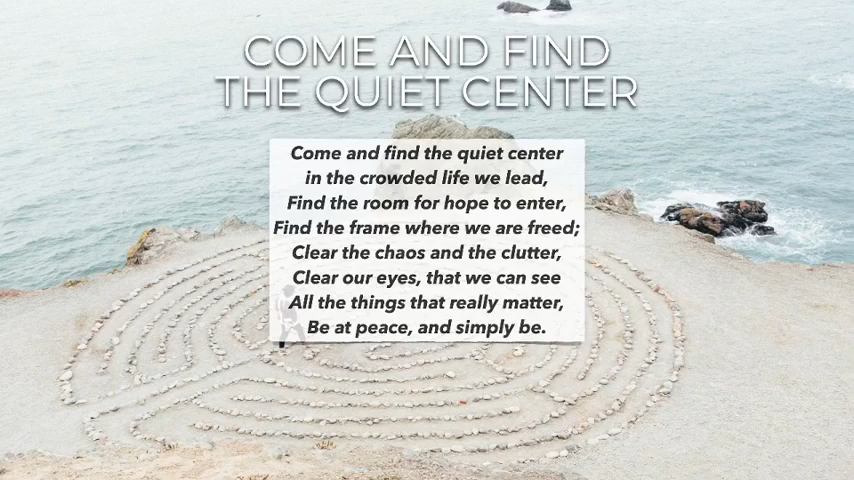 COME AND FIND
THE QUIET CENTER
Come and find the quiet center
in the crowded life we lead,
Find the room for hope to enter,
Find the frame where we are freed;
Clear the chaos and the clutter,
Clear our eyes, that we can see
All the things that really matter,
Be at peace, and simply be.